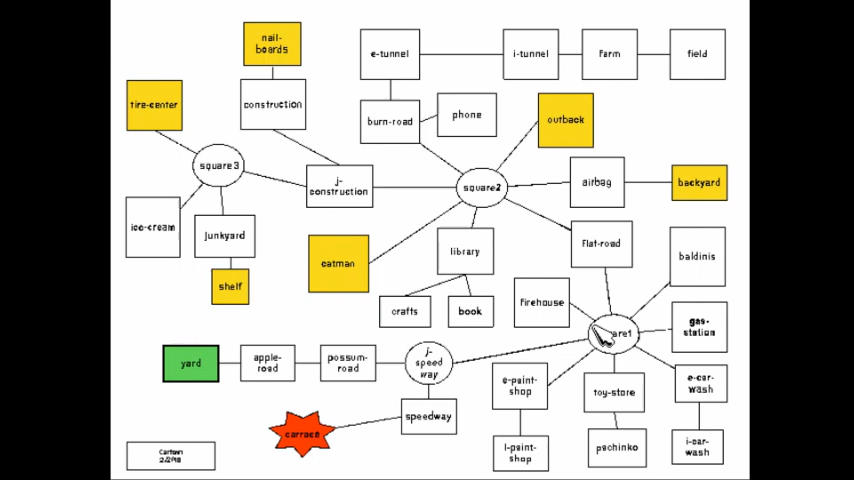 nail-
boards
e-tunnel
i-tunnel
farm
field
tire-center
construction
burn-road
phone
outback
square3
j-
construction
square2
airbag
backyard
ice-cream
junkyard
catman
library
flat-road
baldinis
shelf
crafts
book
firehouse
gas-
station
yard
apple-
road
possum-
road
j-
speed
way
e-paint-
shop
toy-store
e-car-
wash
speedway
i-paint-
shop
pachinko
i-car-
wash
Cartown